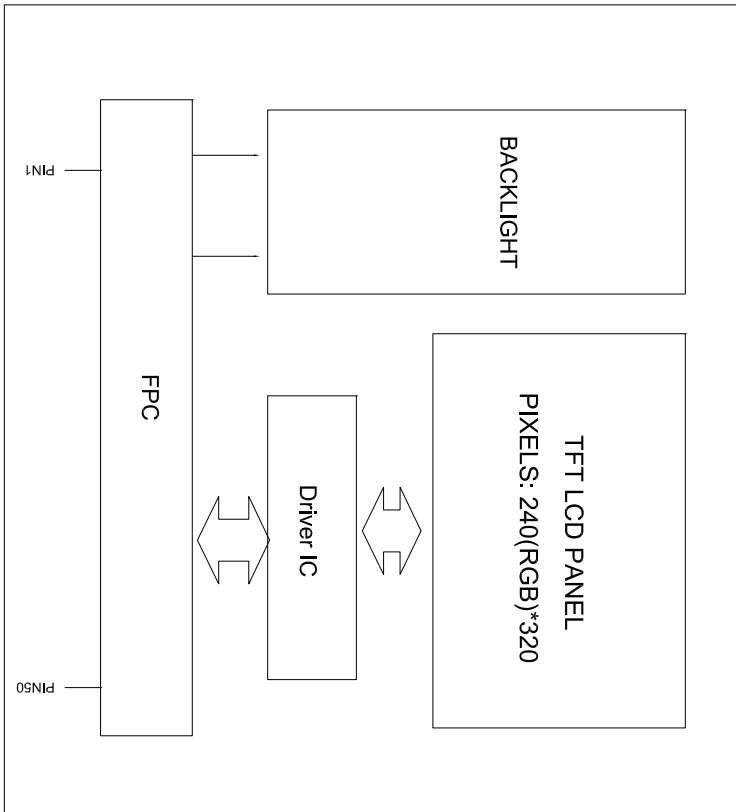 BACKLIGHT
TFT LCD PANEL
PIXELS: 240(RGB)*320
Driver IC
FPC
PIN1
PIN50